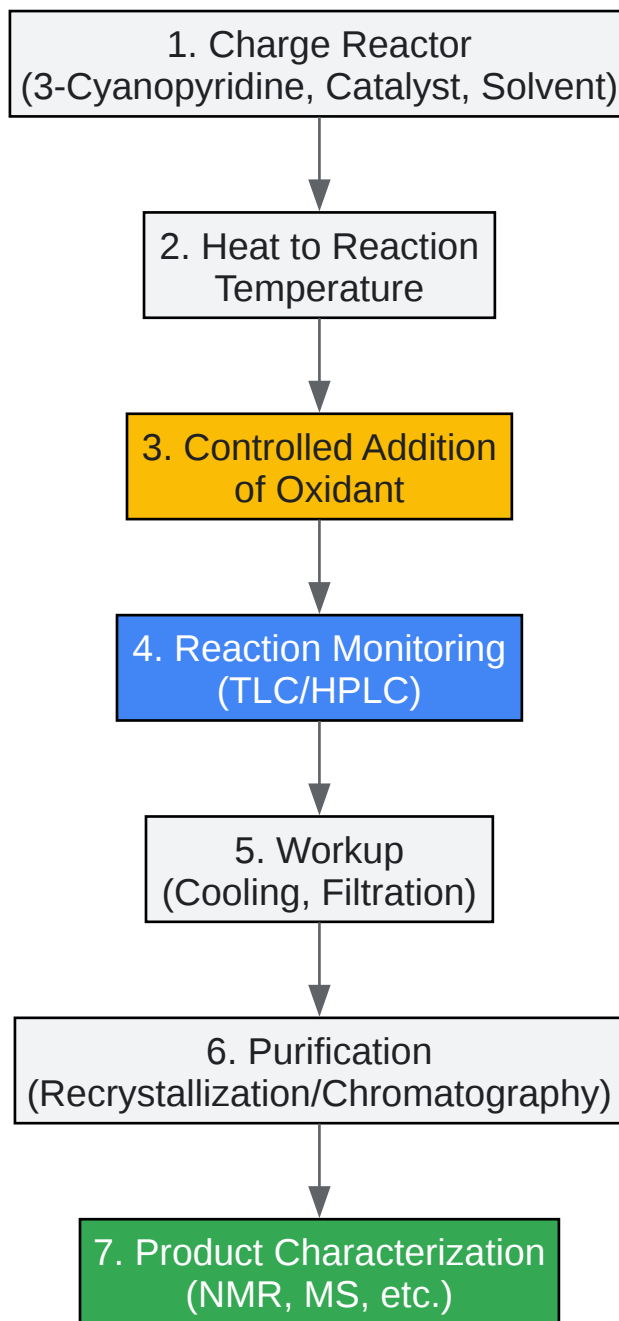 1. Charge Reactor
(3-Cyanopyridine, Catalyst, Solvent)
2. Heat to Reaction
Temperature
3. Controlled Addition
of Oxidant
4. Reaction Monitoring
(TLC/HPLC)
5. Workup
(Cooling, Filtration)
6. Purification
(Recrystallization/Chromatography)
7. Product Characterization
(NMR, MS, etc.)